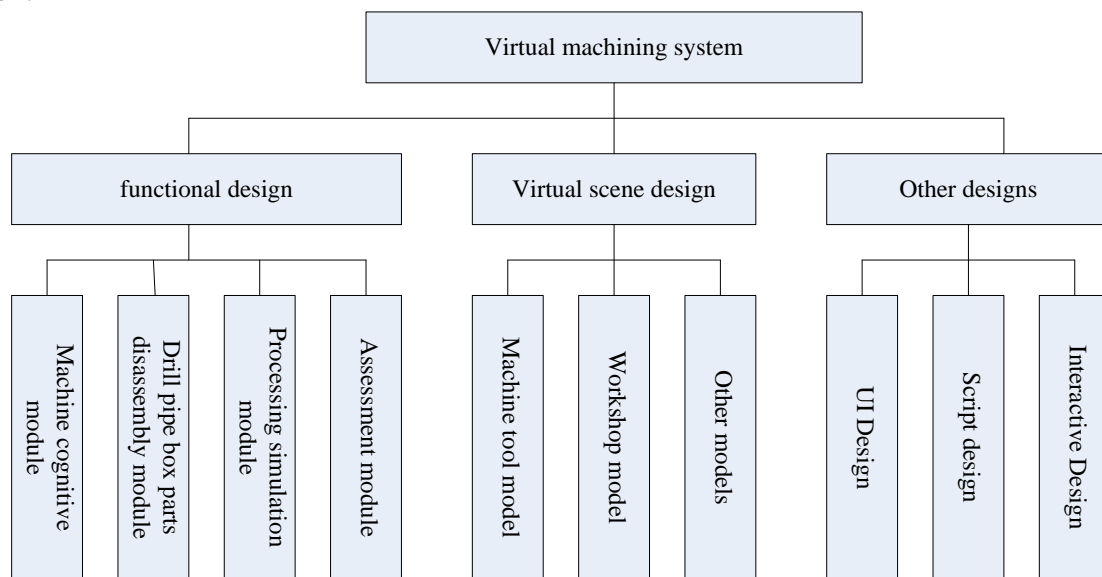 Virtual machining system
functional design
Virtual scene design
Other designs
Machine cognitive
module
Drill pipe box parts
disassembly module
Processing simulation
module
Assessment module
Machine tool model
Workshop model
Other models
UI Design
Script design
Interactive Design